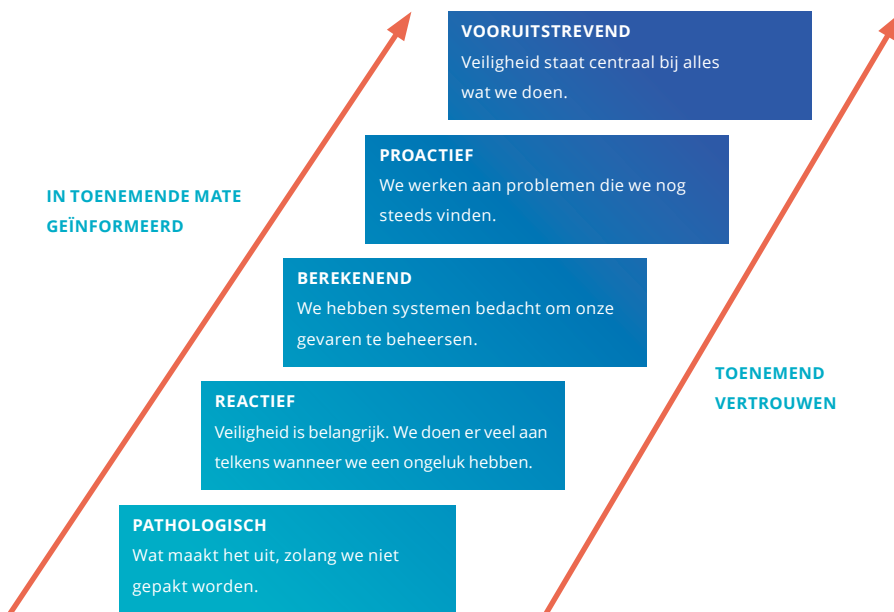 VOORUITSTREVEND
Veiligheid staat centraal bij alles
wat we doen.
PROACTIEF
We werken aan problemen die we nog
steeds vinden.
IN TOENEMENDE MATE
GEÏNFORMEERD
BEREKENEND
We hebben systemen bedacht om onze
gevaren te beheersen.
TOENEMEND
VERTROUWEN
REACTIEF
Veiligheid is belangrijk. We doen er veel aan
telkens wanneer we een ongeluk hebben.
PATHOLOGISCH
Wat maakt het uit, zolang we niet
gepakt worden.